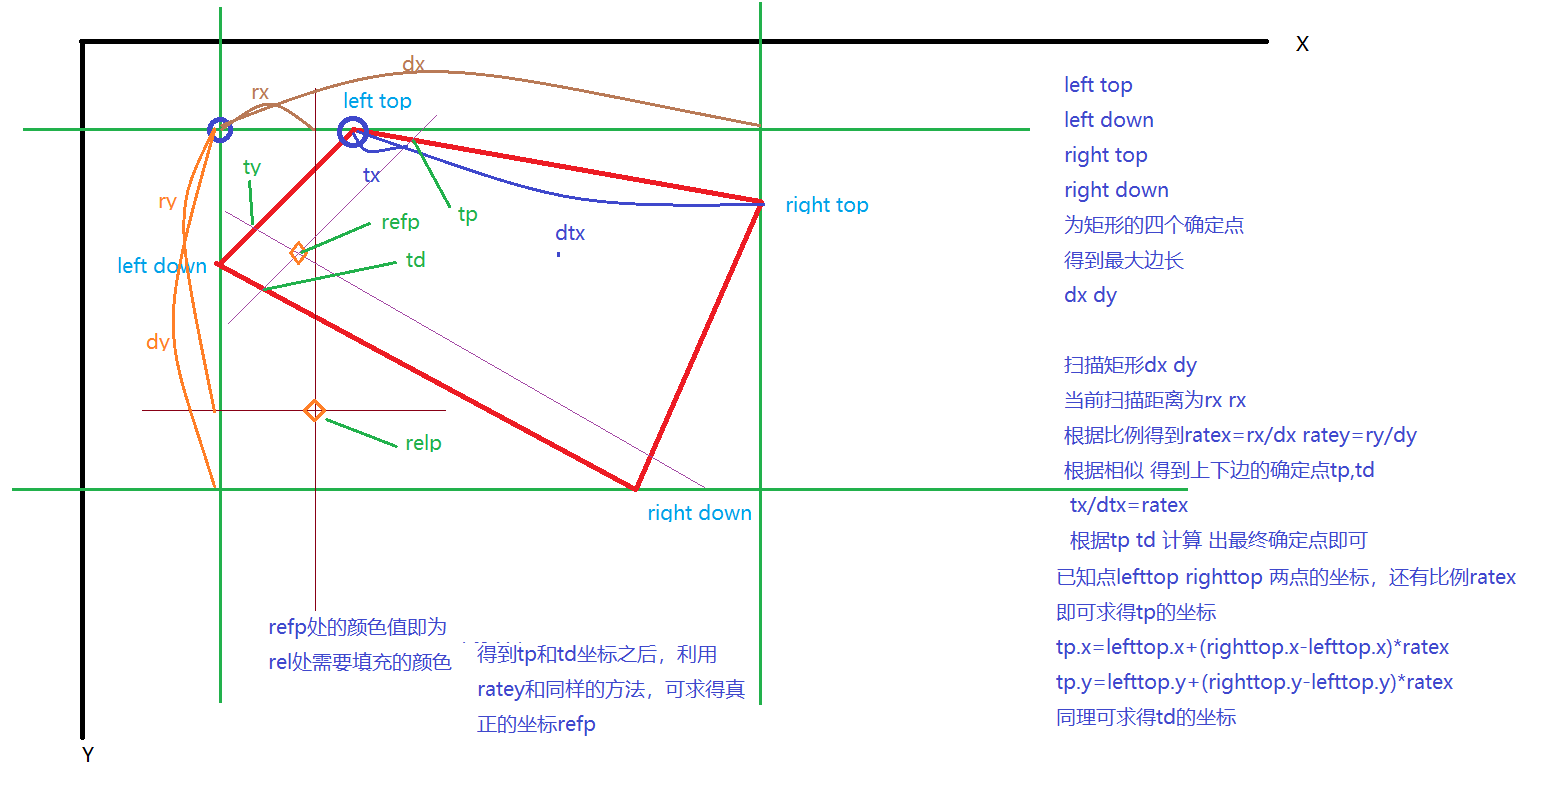 X
dx
rx
left top
ty
tx
ry
tp
refp
right top
dtx
td
left down
dy
relp
right down
Y
refp处的颜色值即为
rel处需要填充的颜色
得到tp和td坐标之后，利用
ratey和同样的方法，可求得真
正的坐标refp
left top
left down
right top
right down
为矩形的四个确定点
得到最大边长
dx dy
扫描矩形dx dy
当前扫描距离为rx rx
根据比例得到ratex=rx/dx ratey=ry/dy
根据相似 得到上下边的确定点tp,td
tx/dtx=ratex
根据tp td 计算 出最终确定点即可
已知点lefttop righttop 两点的坐标，还有比例ratex
即可求得tp的坐标
tp.x=lefttop.x+(righttop.x-lefttop.x)*ratex
tp.y=lefttop.y+(righttop.y-lefttop.y)*ratex
同理可求得td的坐标